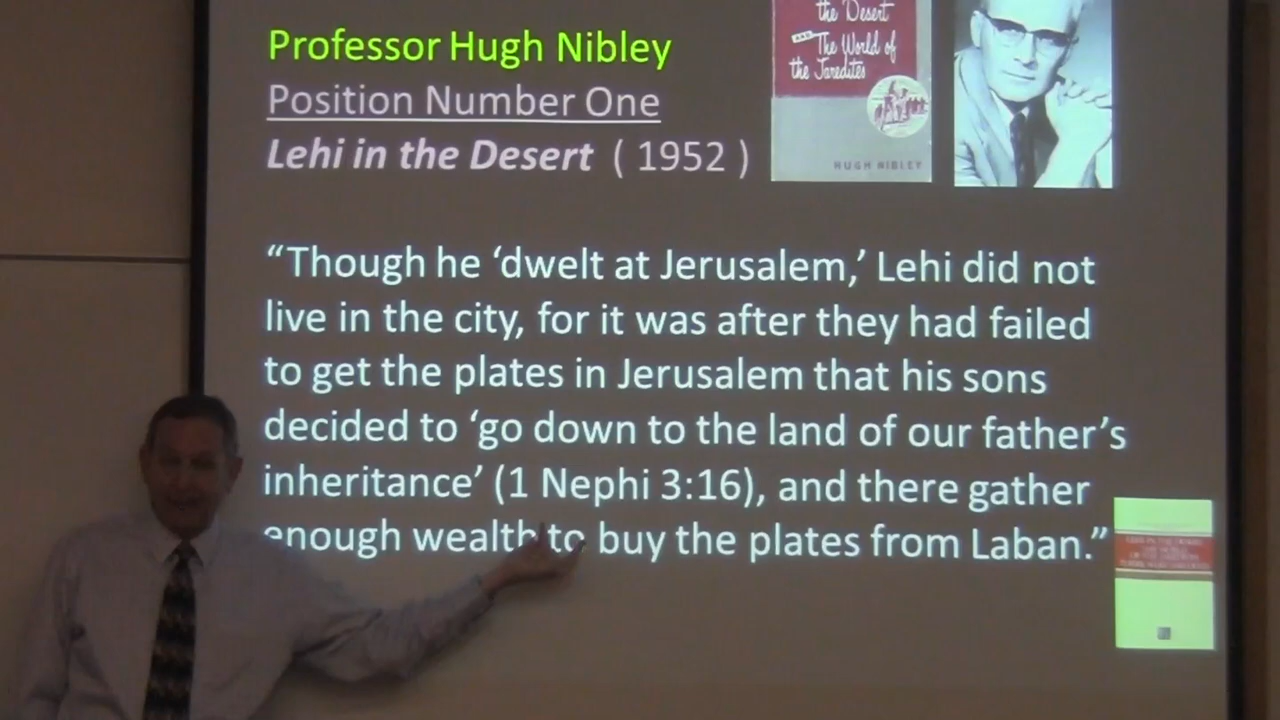 Professor Hugh Nibley
Position Number One
Lehi in the Desert ( 1952 )
the Desert
AND The World of
the Jaredites
HUGH NIBLEY
“Though he ‘dwelt at Jerusalem,’ Lehi did not
live in the city, for it was after they had failed
to get the plates in Jerusalem that his sons
decided to ‘go down to the land of our father’s
inheritance’ (1 Nephi 3:16), and there gather
enough wealth to buy the plates from Laban.”